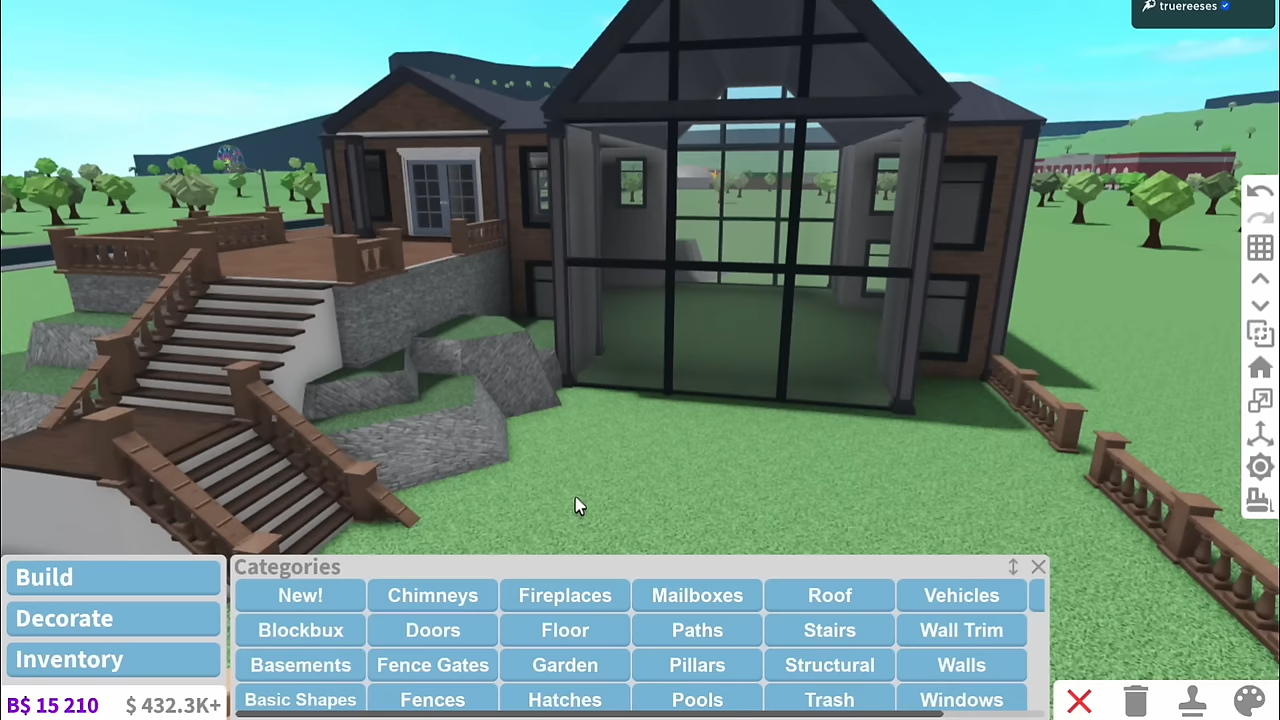 truereeses
Categories
Build
Decorate
Inventory
B$ 15 210 $ 432.3K+
New! Chimneys Fireplaces Mailboxes Roof Vehicles
Blockbux Doors Floor Paths Stairs Wall Trim
Basements Fence Gates Garden Pillars Structural Walls
Basic Shapes Fences Hatches Pools Trash Windows